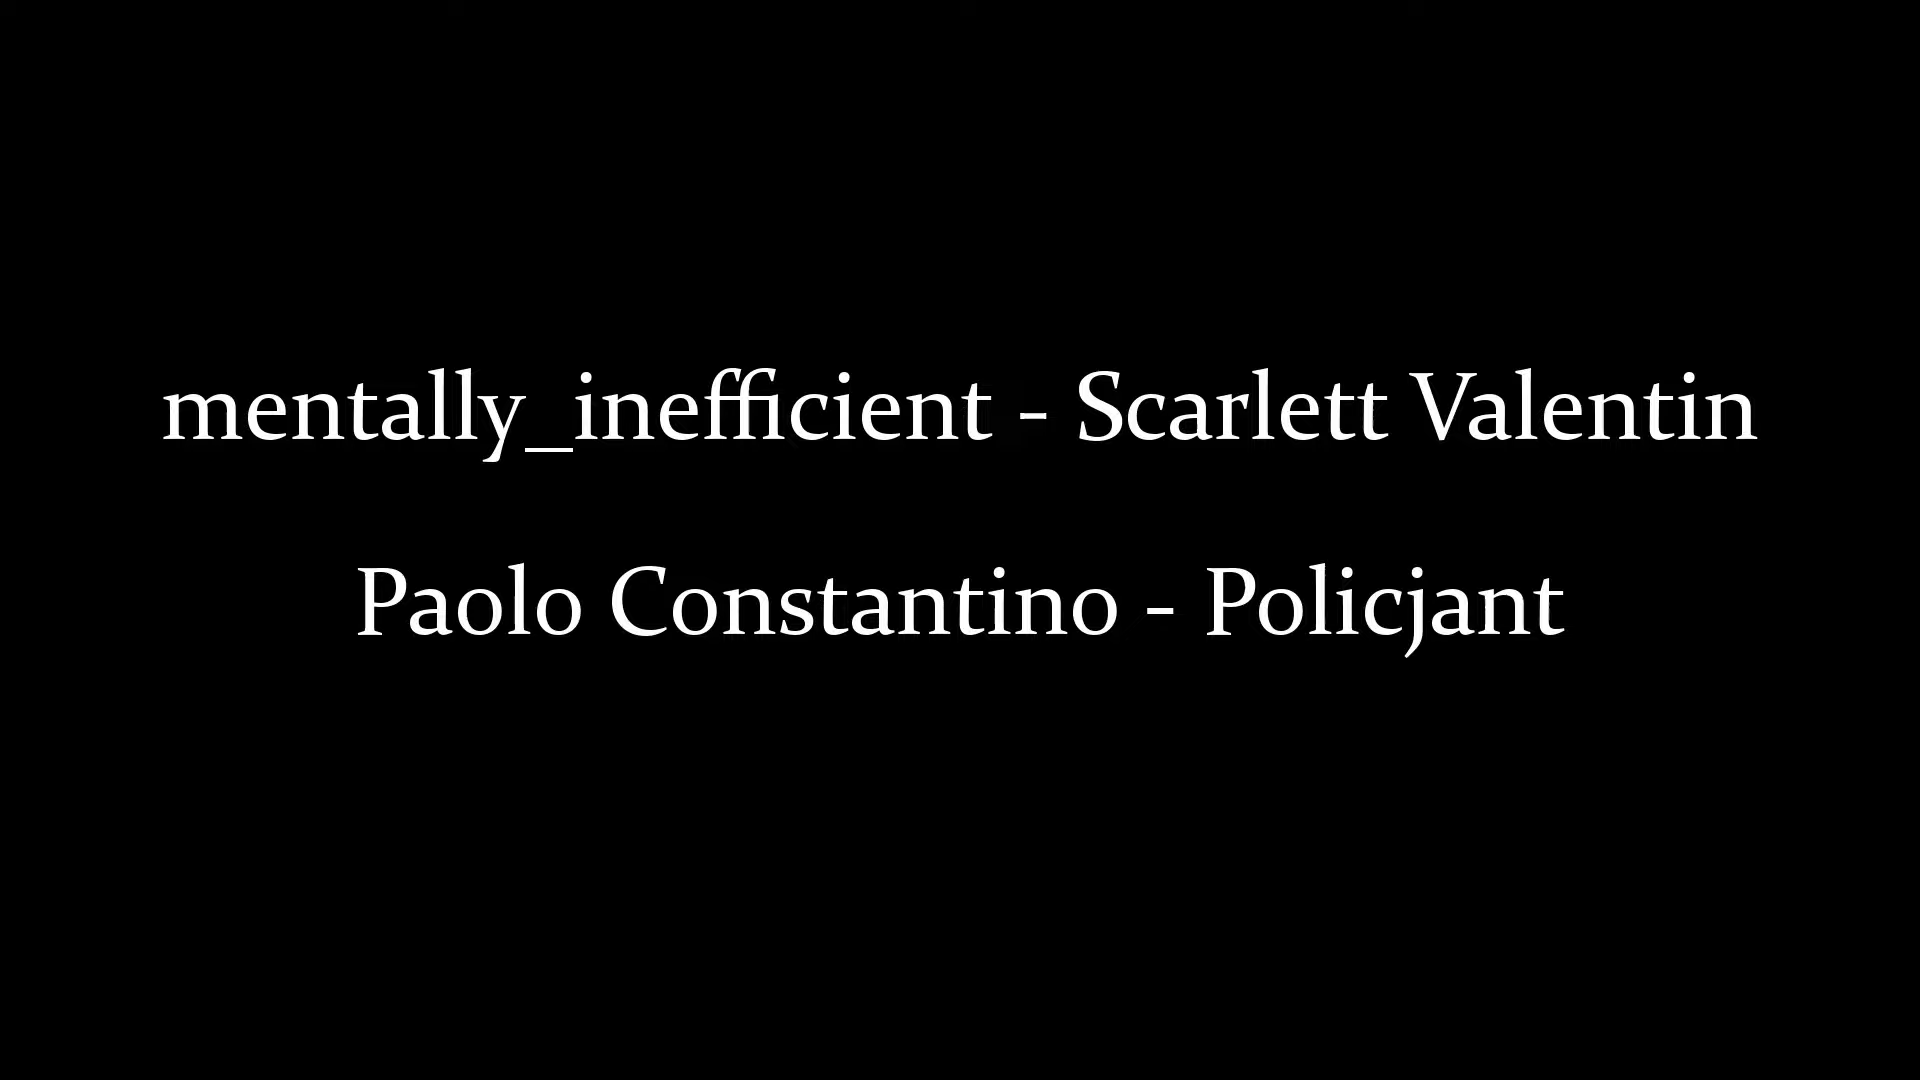 mentally_inefficient - Scarlett Valentin
Paolo Constantino - Policjant